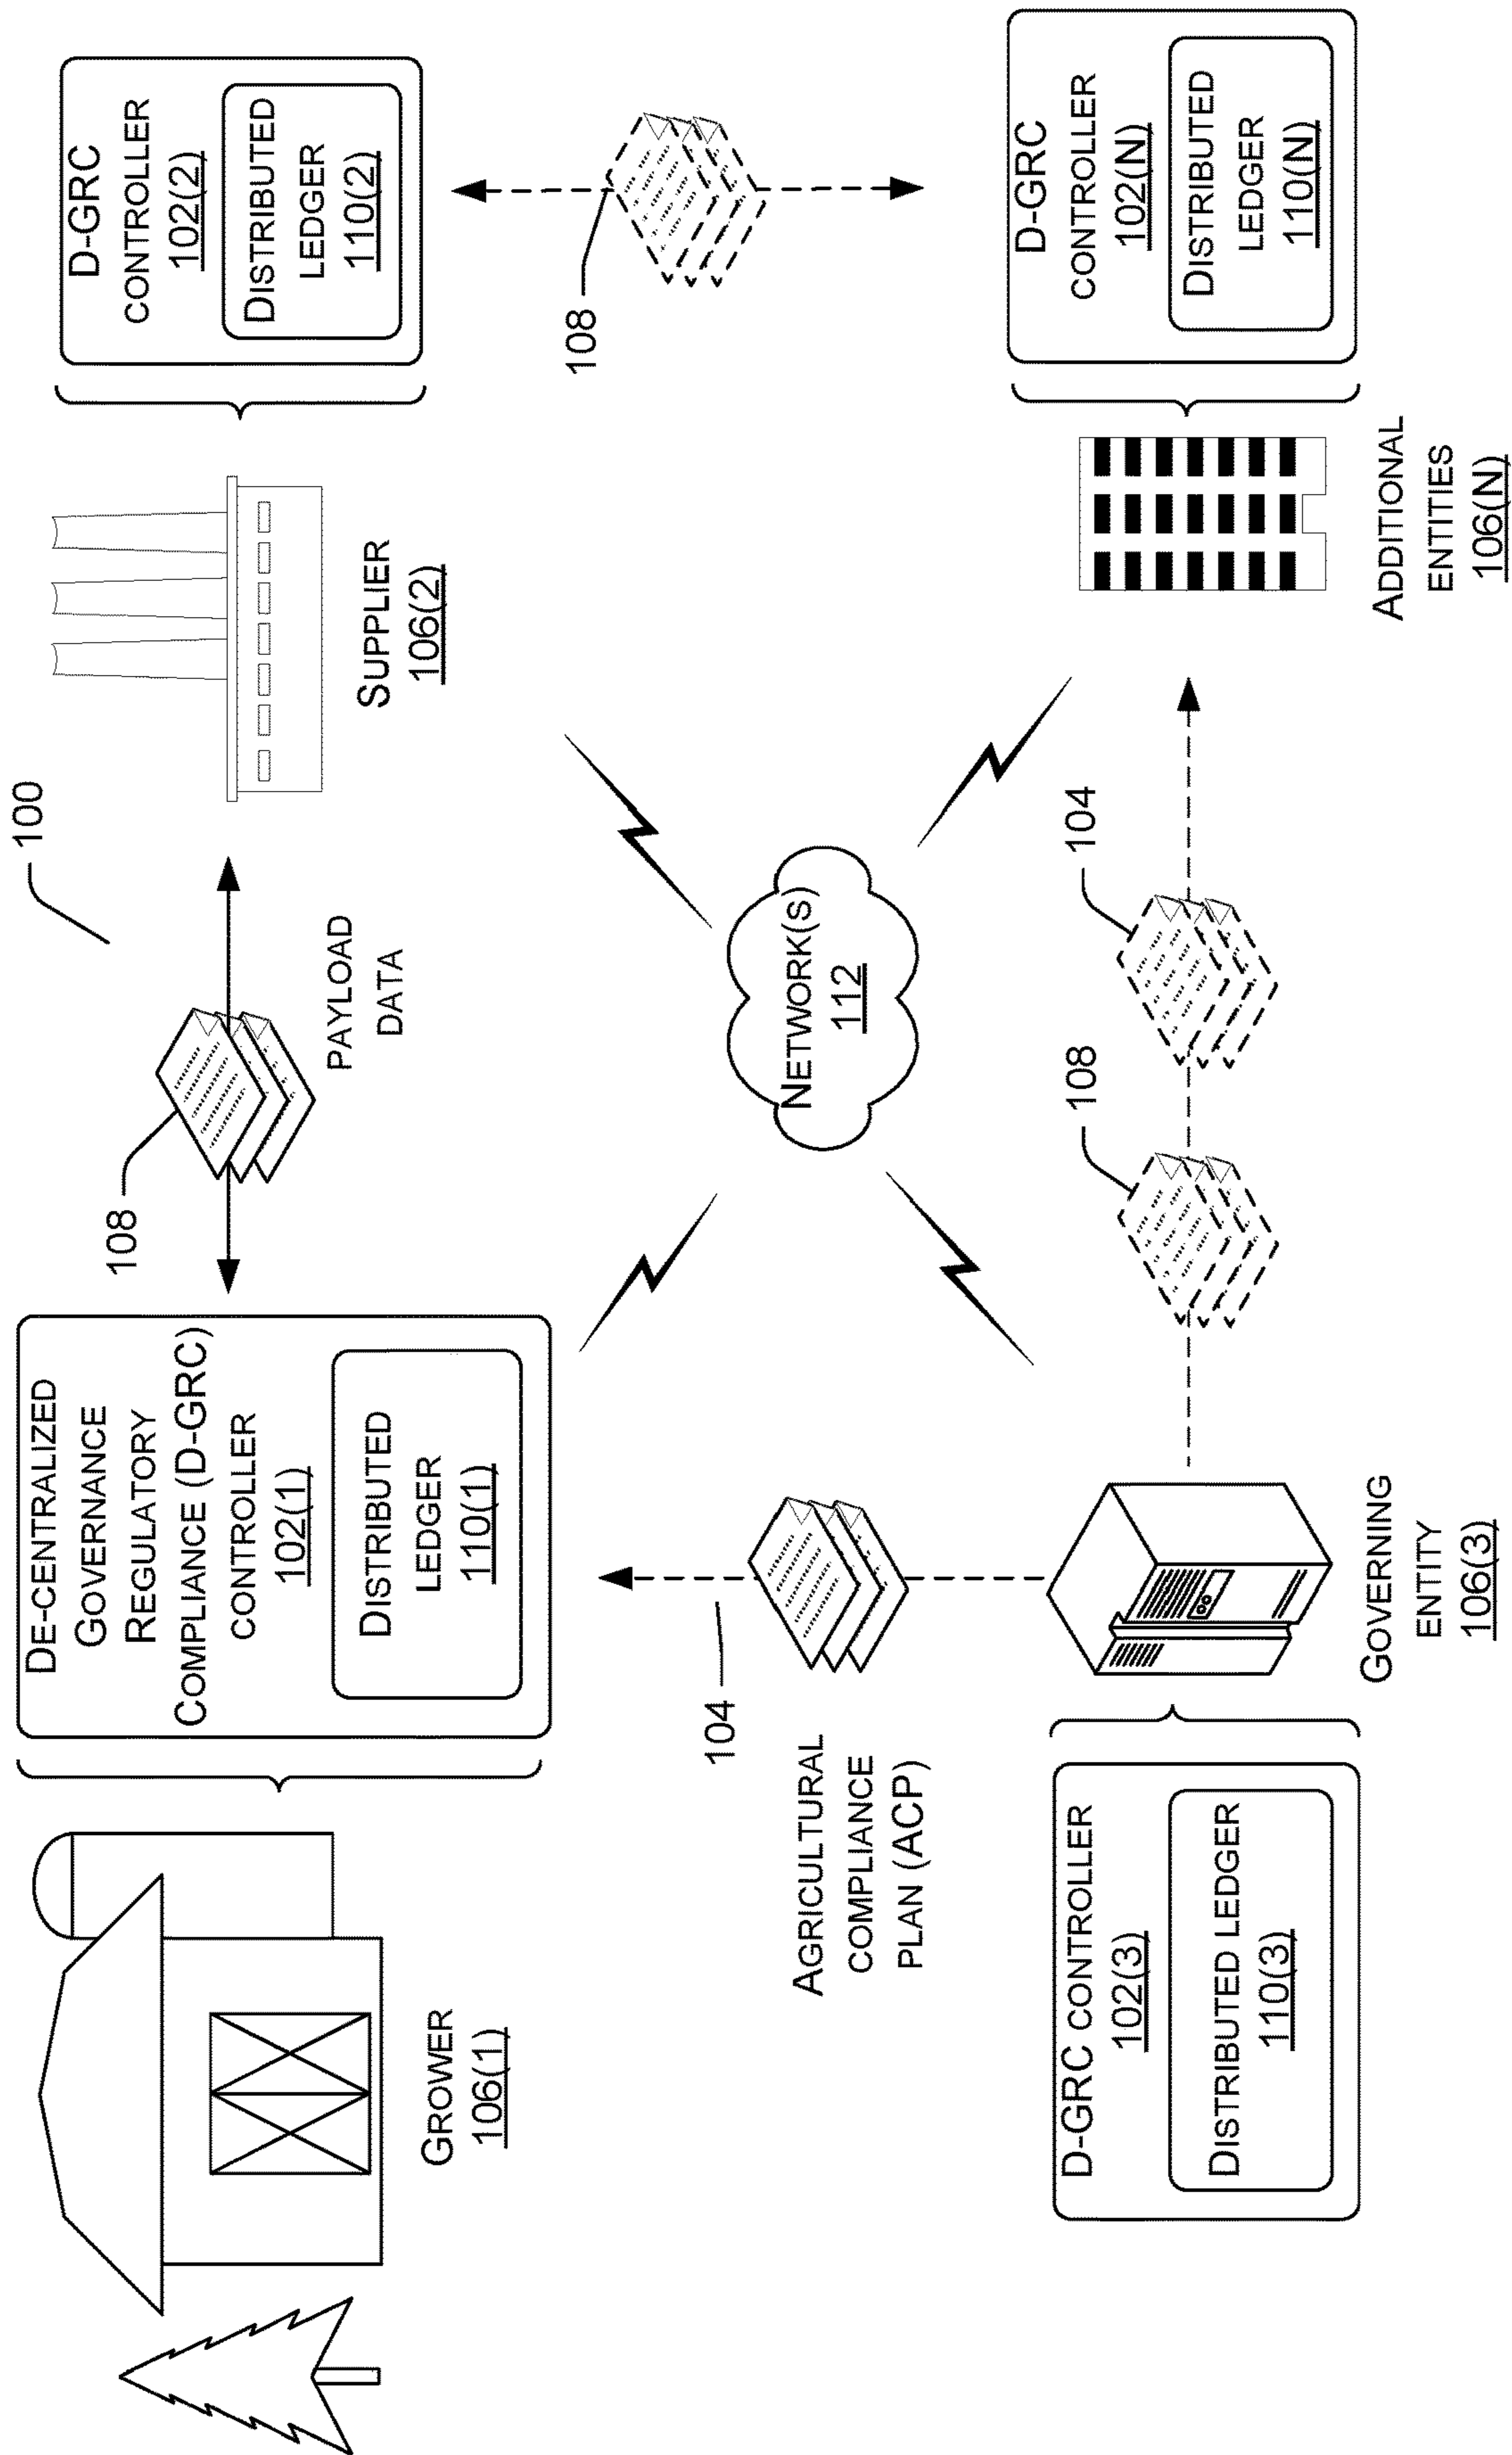 100
DE-CENTRALIZED
GOVERNANCE
REGULATORY
COMPLIANCE (D-GRC)
CONTROLLER
102(1)
DISTRIBUTED
LEDGER
110(1)
GROWER
106(1)
108
PAYLOAD
DATA
SUPPLIER
106(2)
D-GRC
CONTROLLER
102(2)
DISTRIBUTED
LEDGER
110(2)
108
NETWORK(S)
112
104
AGRICULTURAL
COMPLIANCE
PLAN (ACP)
D-GRC CONTROLLER
102(3)
DISTRIBUTED LEDGER
110(3)
GOVERNING
ENTITY
106(3)
108
104
ADDITIONAL
ENTITIES
106(N)
D-GRC
CONTROLLER
102(N)
DISTRIBUTED
LEDGER
110(N)